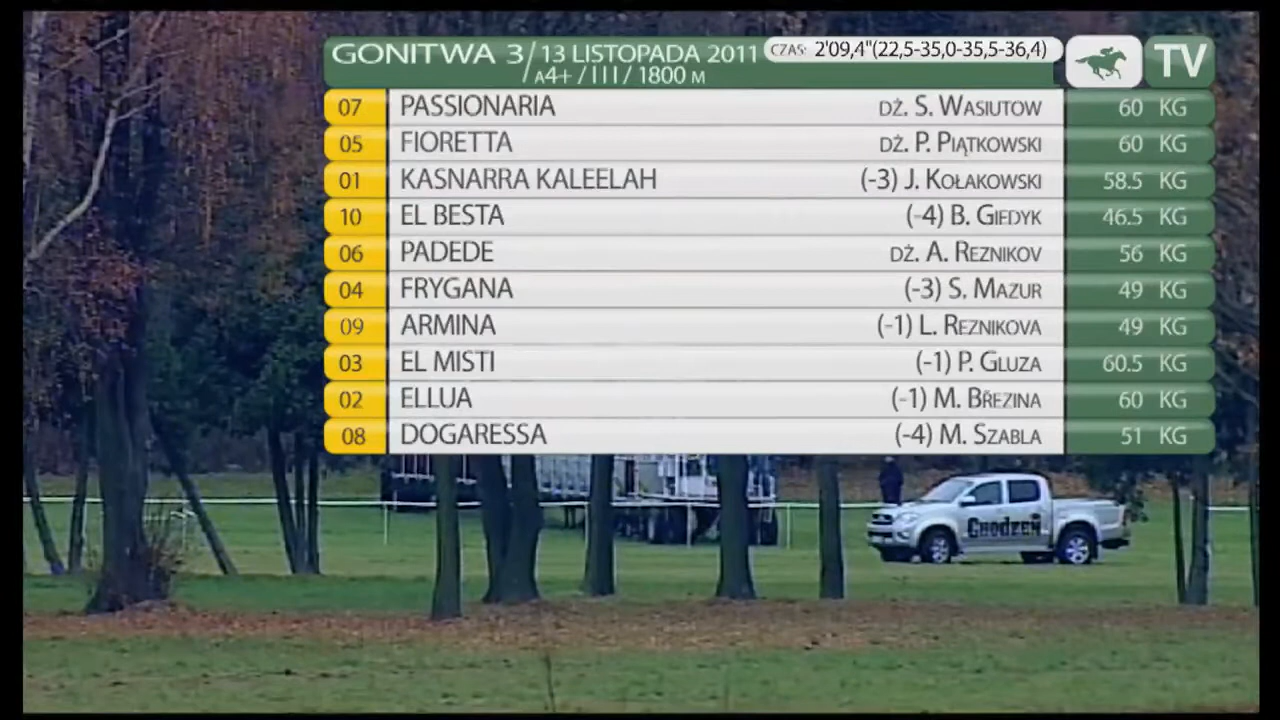 GONITWA 3 / 13 LISTOPADA 2011 CZAS: 2'09,4"(22,5-35,0-35,5-36,4) TV
/A4+ / III / 1800 M
07 PASSIONARIA DŻ. S. WASIUTOW 60 KG
05 FIORETTA DŻ. P. PIĄTKOWSKI 60 KG
01 KASNARRA KALEELAH (-3) J. KOŁAKOWSKI 58.5 KG
10 EL BESTA (-4) B. GIEDYK 46.5 KG
06 PADEDE DŻ. A. REZNIKOV 56 KG
04 FRYGANA (-3) S. MAZUR 49 KG
09 ARMINA (-1) L. REZNIKOVA 49 KG
03 EL MISTI (-1) P. GLUZA 60.5 KG
02 ELLUA (-1) M. BŘEZINA 60 KG
08 DOGARESSA (-4) M. SZABLA 51 KG
Chodzeń